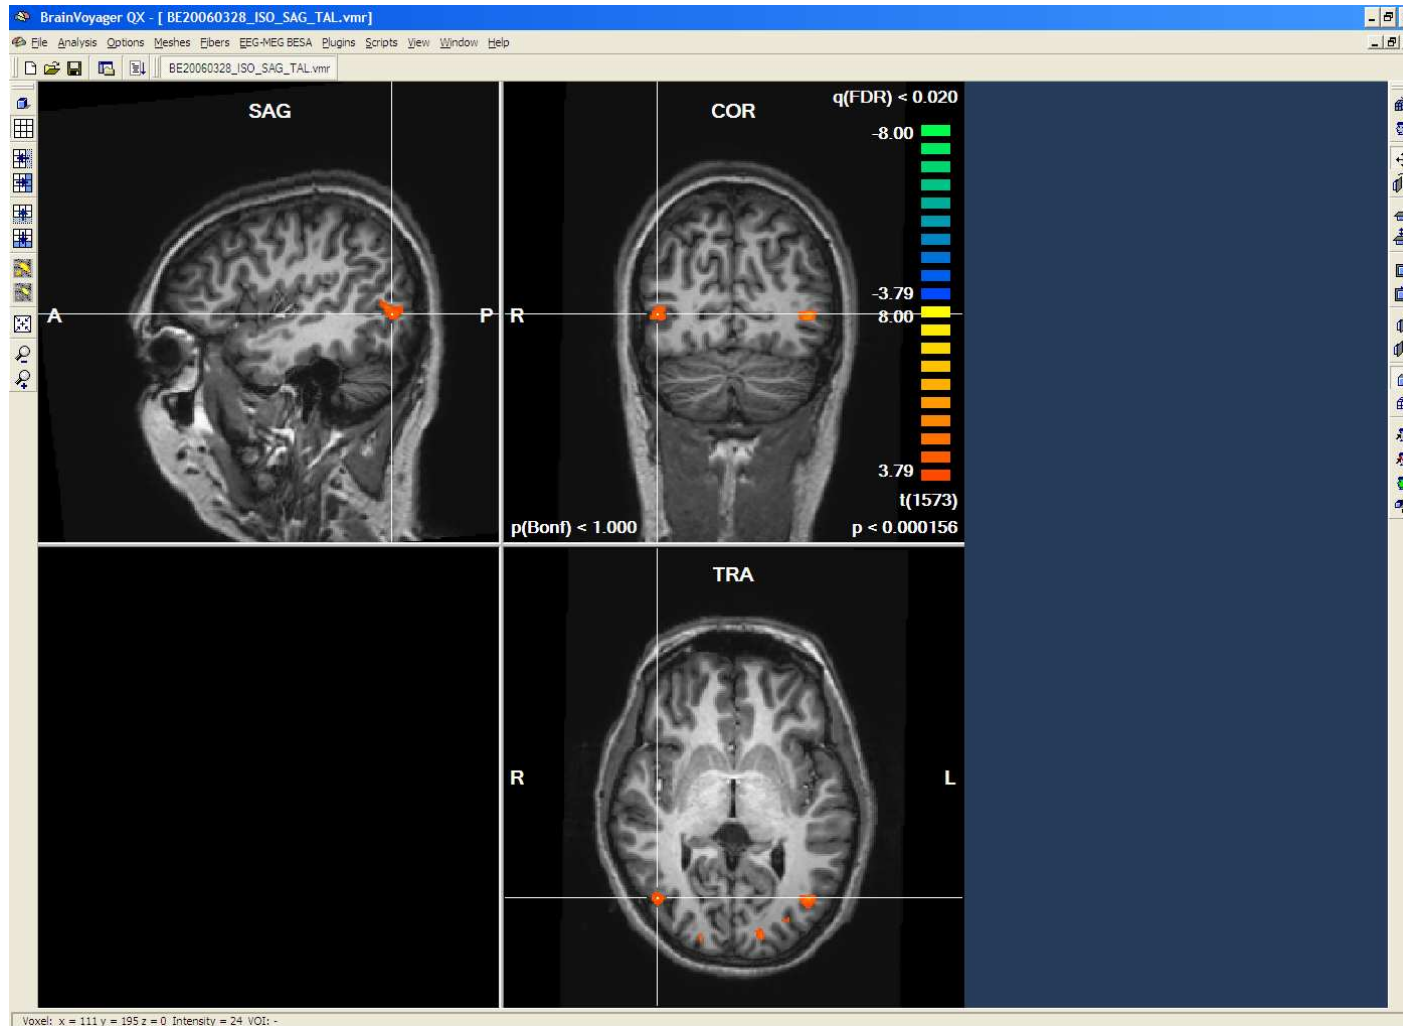 BrainVoyager QX - [ BE20060328_ISO_SAG_TAL.vmr]
File Analysis Options Meshes Fibers EEG-MEG BESA Plugins Scripts View Window Help
BE20060328_ISO_SAG_TAL.vmr
SAG
A
P
COR
R
q(FDR) < 0.020
-8.00
-3.79
8.00
3.79
t(1573)
p(Bonf) < 1.000
p < 0.000156
TRA
R
L
Voxel: x = 111 y = 195 z = 0 Intensity = 24 VOI: -